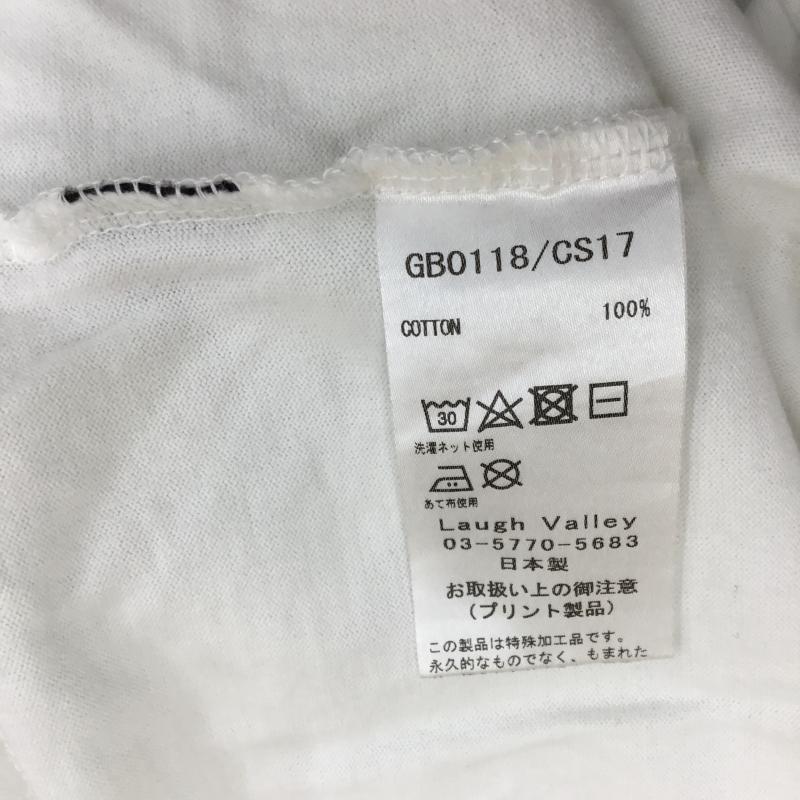 GB0118/CS17
COTTON 100%
30
洗濯ネット使用
あて布使用
Laugh Valley
03-5770-5683
日本製
お取扱い上の御注意
(プリント製品)
この製品は特殊加工品です。
永久的なものでなく、もまれた